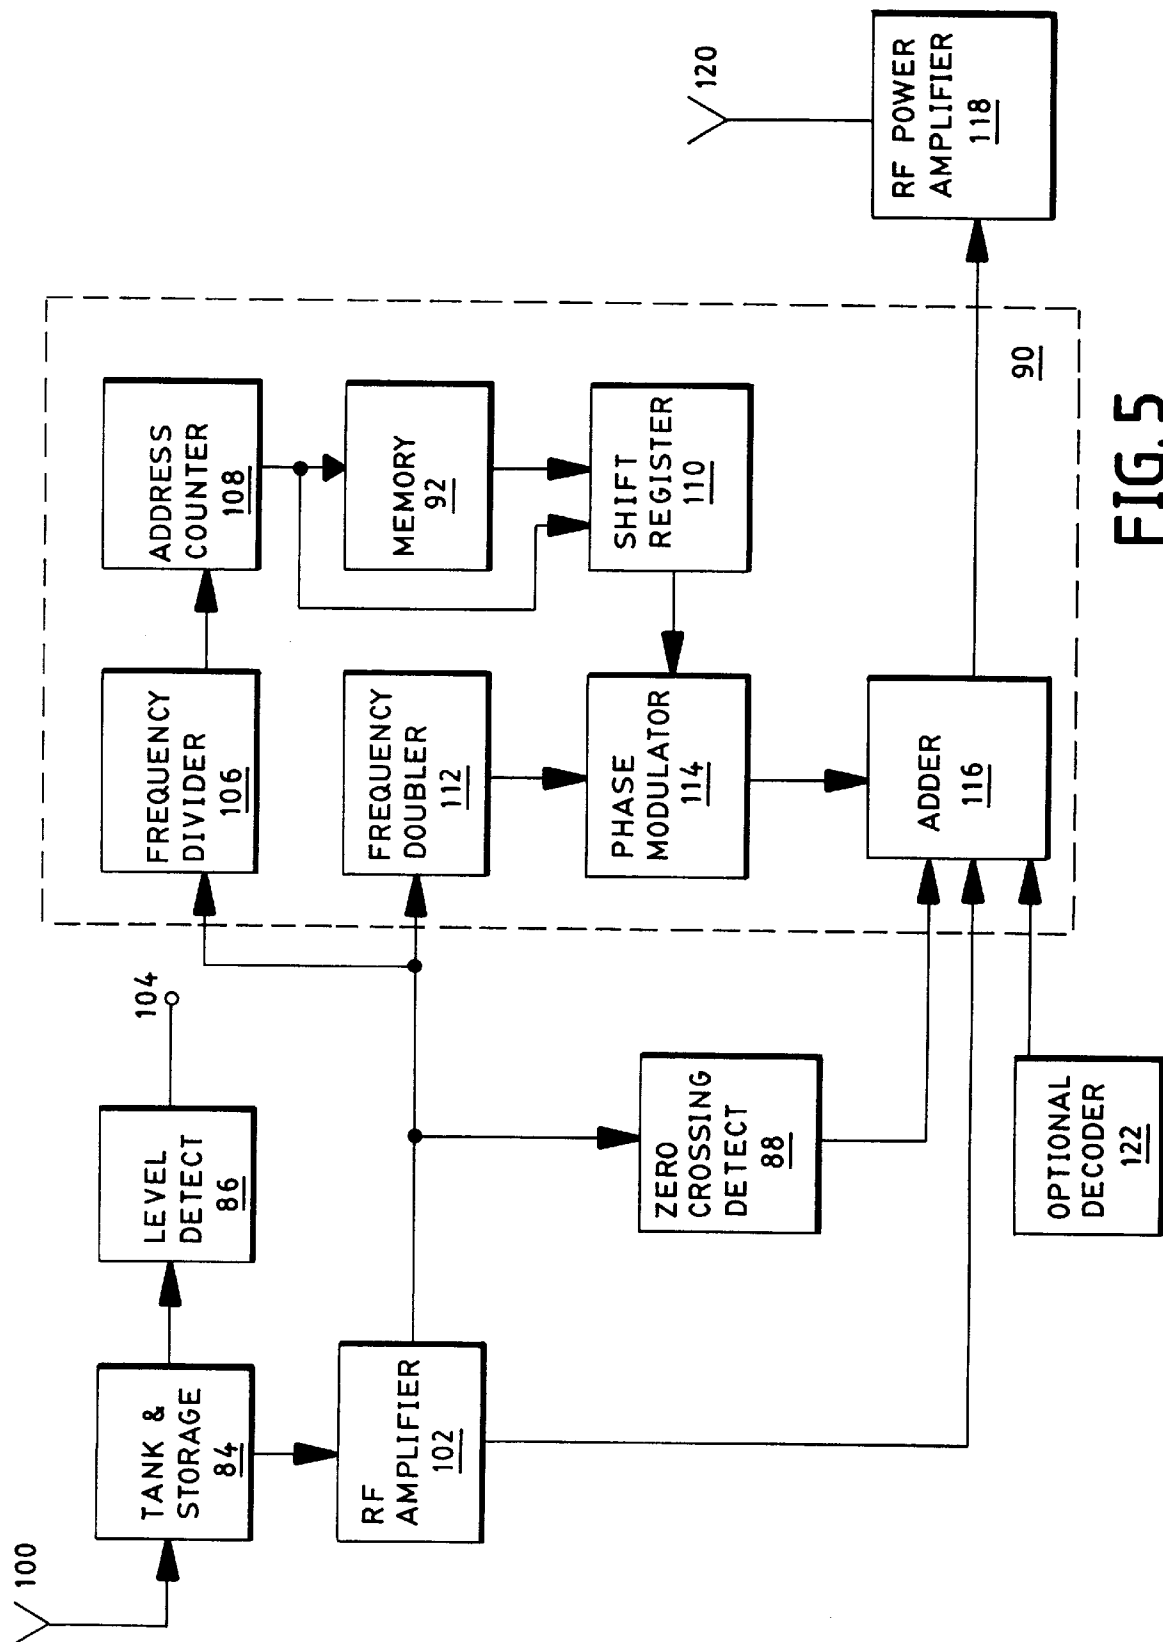 100
TANK &
STORAGE
84
LEVEL
DETECT
86
104
RF
AMPLIFIER
102
ZERO
CROSSING
DETECT
88
OPTIONAL
DECODER
122
FREQUENCY
DIVIDER
106
ADDRESS
COUNTER
108
FREQUENCY
DOUBLER
112
MEMORY
92
PHASE
MODULATOR
114
SHIFT
REGISTER
110
ADDER
116
90
RF POWER
AMPLIFIER
118
120
FIG. 5